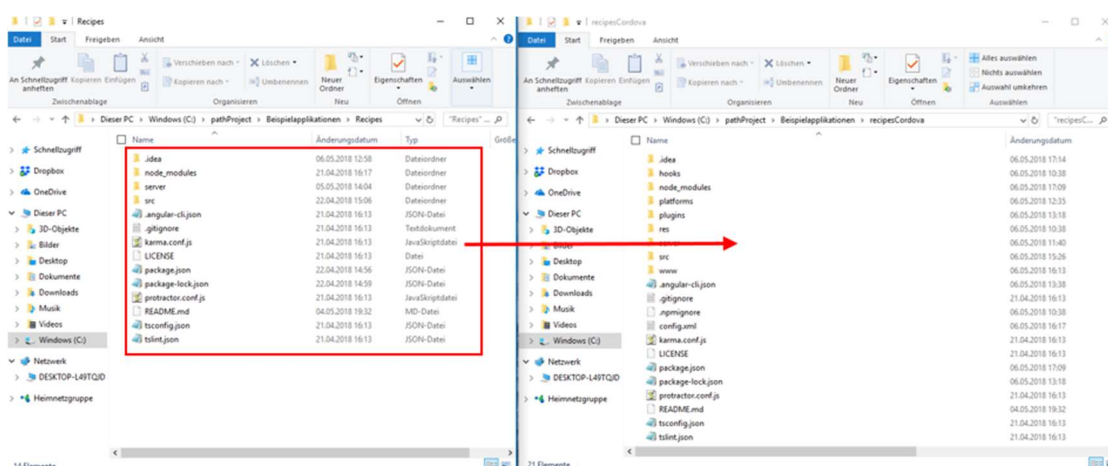 Recipes
Datei Start Freigeben Ansicht
An Schnellzugriff anheften
Kopieren
Einfügen
Verschieben nach
Kopieren nach
Löschen
Umbenennen
Neuer Ordner
Eigenschaften
Auswählen
Zwischenablage Organisieren Neu Öffnen
Dieser PC > Windows (C:) > pathProject > Beispielapplikationen > Recipes
"Recipes" ...
Name Änderungsdatum Typ Größe
Schnellzugriff
Dropbox
OneDrive
Dieser PC
3D-Objekte
Bilder
Desktop
Dokumente
Downloads
Musik
Videos
Windows (C:)
Netzwerk
DESKTOP-L49TQJD
Heimnetzgruppe
.idea 06.05.2018 12:58 Dateiordner
node_modules 21.04.2018 16:17 Dateiordner
server 05.05.2018 14:04 Dateiordner
src 22.04.2018 15:06 Dateiordner
.angular-cli.json 21.04.2018 16:13 JSON-Datei
.gitignore 21.04.2018 16:13 Textdokument
karma.conf.js 21.04.2018 16:13 JavaSkriptdatei
LICENSE 21.04.2018 16:13 Datei
package.json 22.04.2018 14:56 JSON-Datei
package-lock.json 22.04.2018 14:59 JSON-Datei
protractor.conf.js 21.04.2018 16:13 JavaSkriptdatei
README.md 04.05.2018 19:32 MD-Datei
tsconfig.json 21.04.2018 16:13 JSON-Datei
tslint.json 21.04.2018 16:13 JSON-Datei
14 Elemente
recipesCordova
Datei Start Freigeben Ansicht
An Schnellzugriff anheften
Kopieren
Einfügen
Verschieben nach
Kopieren nach
Löschen
Umbenennen
Neuer Ordner
Eigenschaften
Alles auswählen
Nichts auswählen
Auswahl umkehren
Zwischenablage Organisieren Neu Öffnen Auswählen
Dieser PC > Windows (C:) > pathProject > Beispielapplikationen > recipesCordova
"recipesC...
Name Änderungsdatum
Schnellzugriff
Dropbox
OneDrive
Dieser PC
3D-Objekte
Bilder
Desktop
Dokumente
Downloads
Musik
Videos
Windows (C:)
Netzwerk
DESKTOP-L49TQJD
Heimnetzgruppe
.idea 06.05.2018 17:14
hooks 06.05.2018 10:38
node_modules 06.05.2018 17:09
platforms 06.05.2018 12:35
plugins 06.05.2018 13:18
res 06.05.2018 10:38
server 06.05.2018 11:40
src 06.05.2018 15:26
www 06.05.2018 16:13
.angular-cli.json 06.05.2018 13:38
.gitignore 21.04.2018 16:13
.npmignore 06.05.2018 10:38
config.xml 06.05.2018 16:17
karma.conf.js 21.04.2018 16:13
LICENSE 21.04.2018 16:13
package.json 06.05.2018 17:09
package-lock.json 06.05.2018 13:18
protractor.conf.js 21.04.2018 16:13
README.md 04.05.2018 19:32
tsconfig.json 21.04.2018 16:13
tslint.json 21.04.2018 16:13
21 Elemente